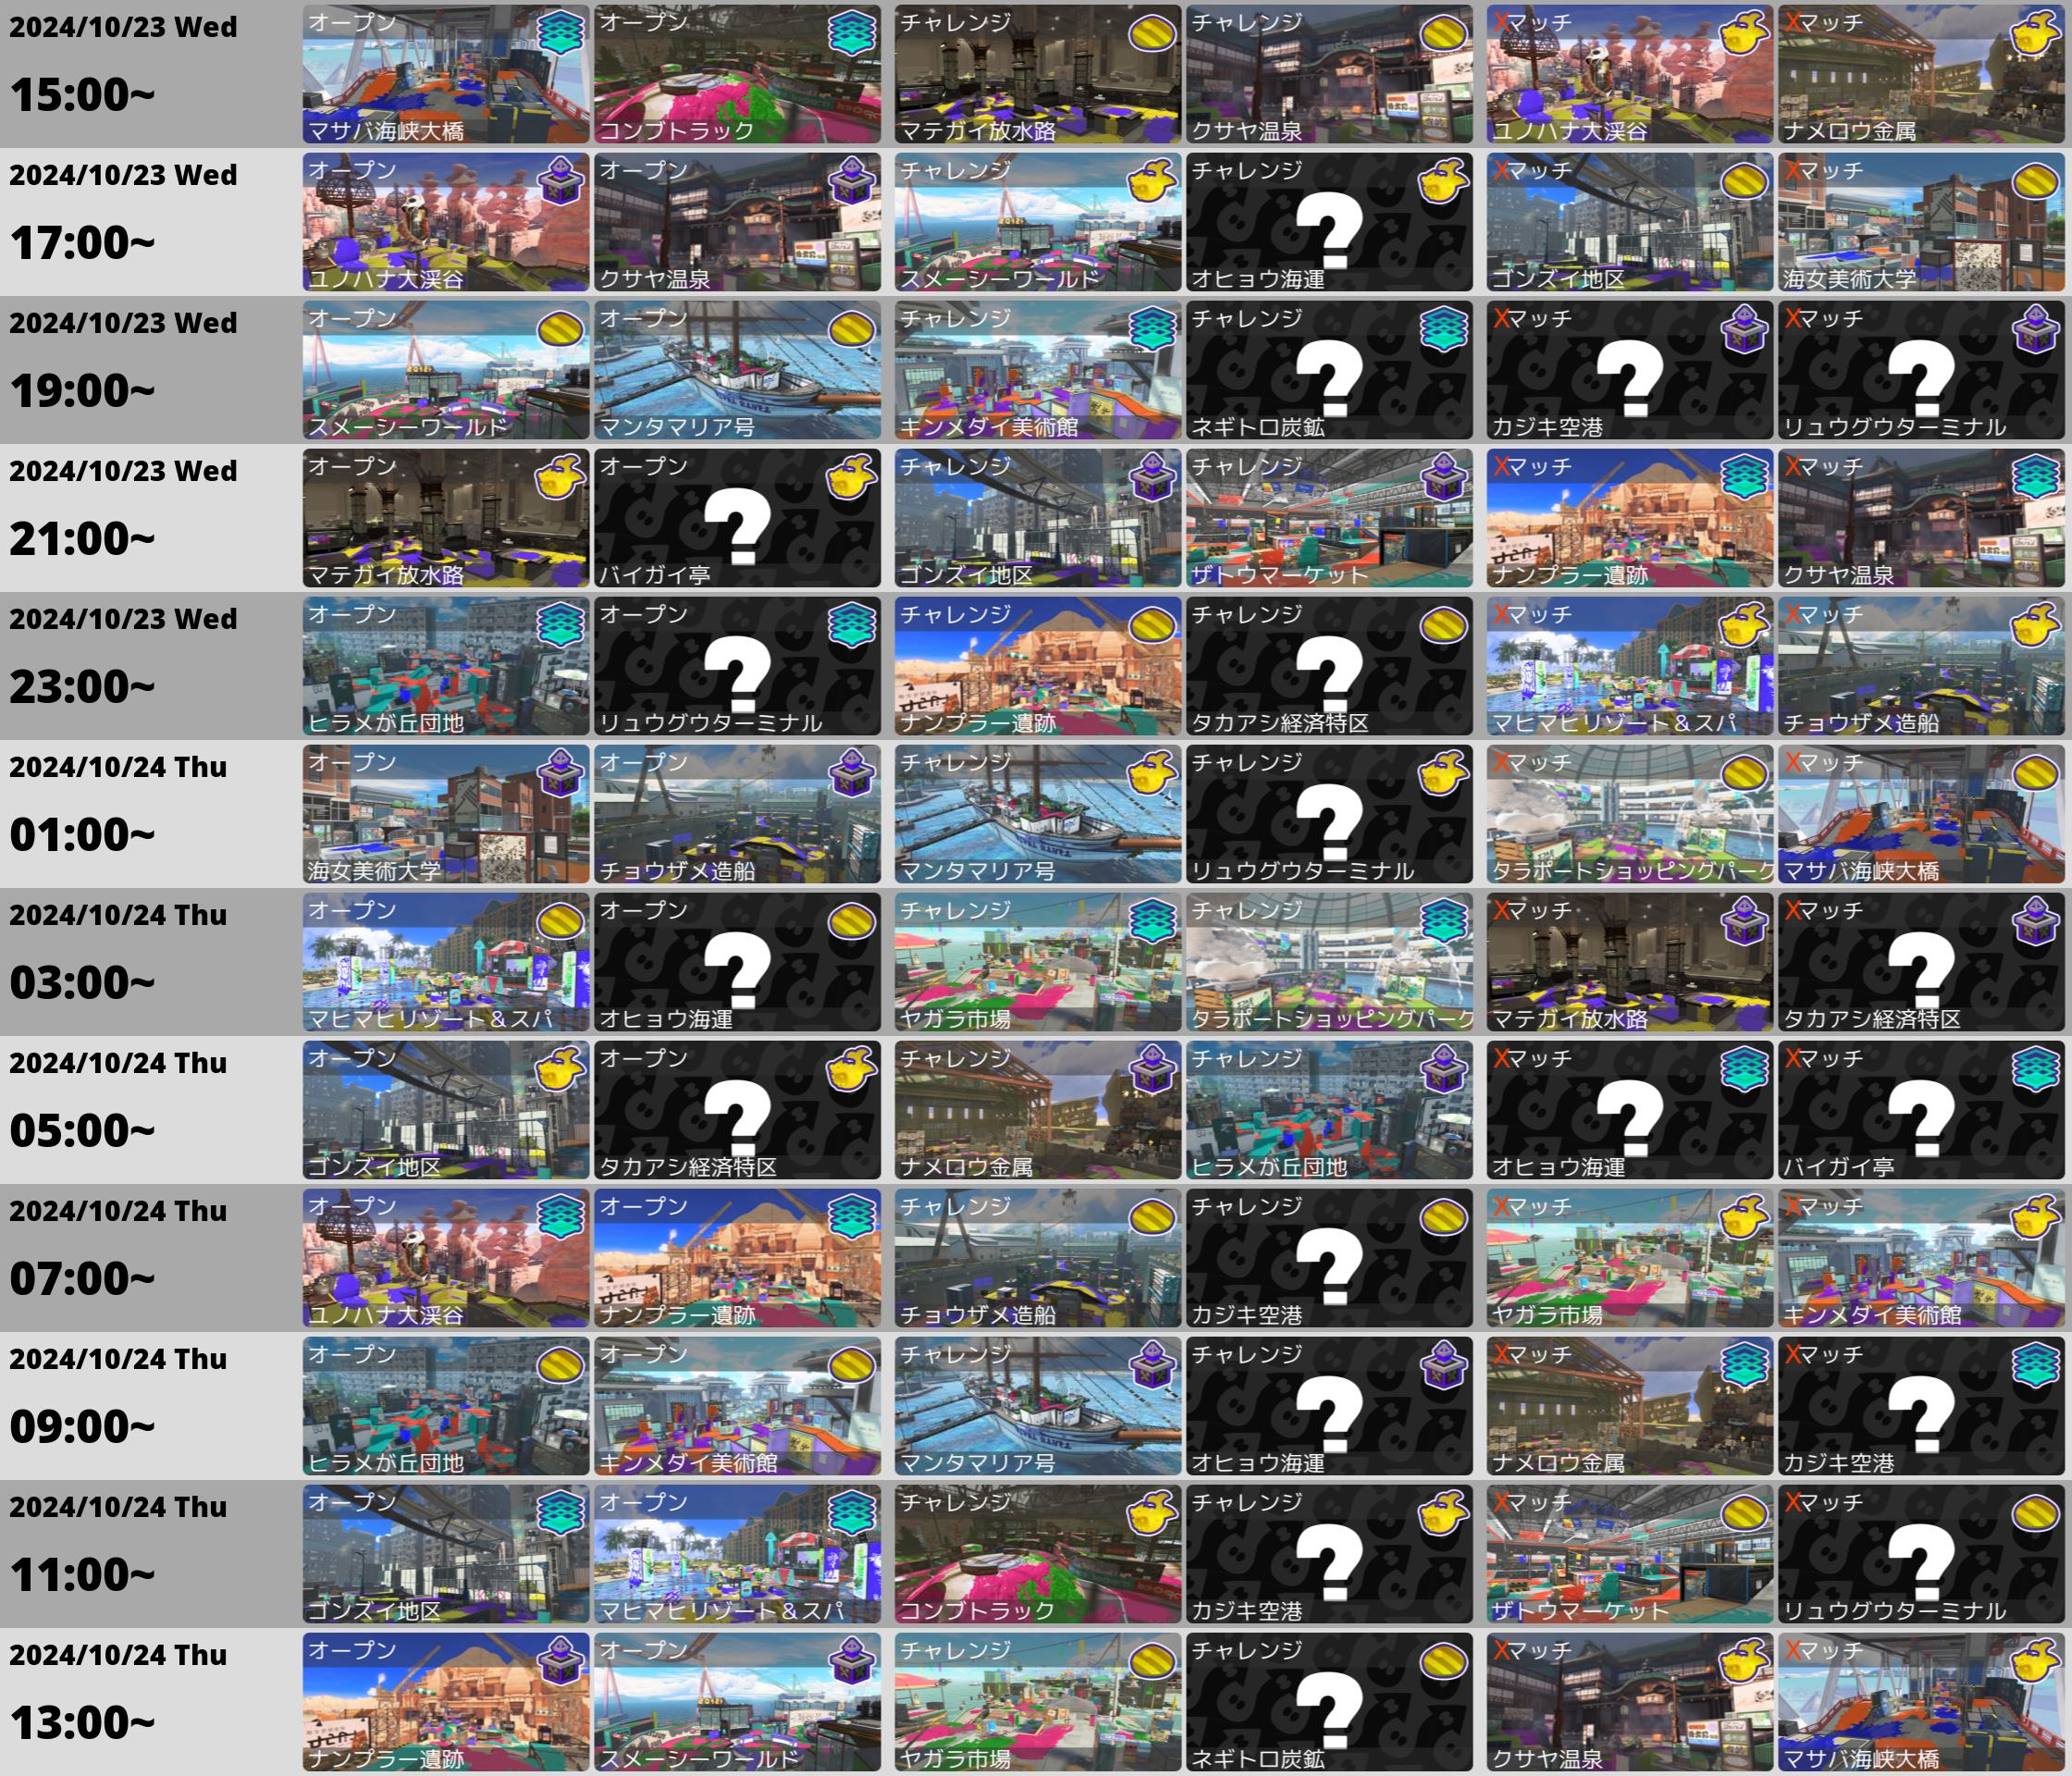 2024/10/23 Wed
15:00~
オープン
マサバ海峡大橋
オープン
コンブトラック
チャレンジ
マテガイ放水路
チャレンジ
クサヤ温泉
Xマッチ
ユノハナ大渓谷
Xマッチ
ナメロウ金属
2024/10/23 Wed
17:00~
オープン
ユノハナ大渓谷
オープン
クサヤ温泉
チャレンジ
スメーシーワールド
チャレンジ
?
オヒョウ海運
Xマッチ
ゴンズイ地区
Xマッチ
海女美術大学
2024/10/23 Wed
19:00~
オープン
スメーシーワールド
オープン
マンタマリア号
チャレンジ
キンメダイ美術館
チャレンジ
?
ネギトロ炭鉱
Xマッチ
?
カジキ空港
Xマッチ
?
リュウグウターミナル
2024/10/23 Wed
21:00~
オープン
マテガイ放水路
オープン
?
バイガイ亭
チャレンジ
ゴンズイ地区
チャレンジ
ザトウマーケット
Xマッチ
ナンプラー遺跡
Xマッチ
クサヤ温泉
2024/10/23 Wed
23:00~
オープン
ヒラメが丘団地
オープン
?
リュウグウターミナル
チャレンジ
ナンプラー遺跡
チャレンジ
?
タカアシ経済特区
Xマッチ
マヒマヒリゾート＆スパ
Xマッチ
チョウザメ造船
2024/10/24 Thu
01:00~
オープン
海女美術大学
オープン
チョウザメ造船
チャレンジ
マンタマリア号
チャレンジ
?
リュウグウターミナル
Xマッチ
タラポートショッピングパーク
Xマッチ
マサバ海峡大橋
2024/10/24 Thu
03:00~
オープン
マヒマヒリゾート＆スパ
オープン
?
オヒョウ海運
チャレンジ
ヤガラ市場
チャレンジ
タラポートショッピングパーク
Xマッチ
マテガイ放水路
Xマッチ
?
タカアシ経済特区
2024/10/24 Thu
05:00~
オープン
ゴンズイ地区
オープン
?
タカアシ経済特区
チャレンジ
ナメロウ金属
チャレンジ
ヒラメが丘団地
Xマッチ
?
オヒョウ海運
Xマッチ
?
バイガイ亭
2024/10/24 Thu
07:00~
オープン
ユノハナ大渓谷
オープン
ナンプラー遺跡
チャレンジ
チョウザメ造船
チャレンジ
?
カジキ空港
Xマッチ
ヤガラ市場
Xマッチ
キンメダイ美術館
2024/10/24 Thu
09:00~
オープン
ヒラメが丘団地
オープン
キンメダイ美術館
チャレンジ
マンタマリア号
チャレンジ
?
オヒョウ海運
Xマッチ
ナメロウ金属
Xマッチ
?
カジキ空港
2024/10/24 Thu
11:00~
オープン
ゴンズイ地区
オープン
マヒマヒリゾート＆スパ
チャレンジ
コンブトラック
チャレンジ
?
カジキ空港
Xマッチ
ザトウマーケット
Xマッチ
?
リュウグウターミナル
2024/10/24 Thu
13:00~
オープン
ナンプラー遺跡
オープン
スメーシーワールド
チャレンジ
ヤガラ市場
チャレンジ
?
ネギトロ炭鉱
Xマッチ
クサヤ温泉
Xマッチ
マサバ海峡大橋